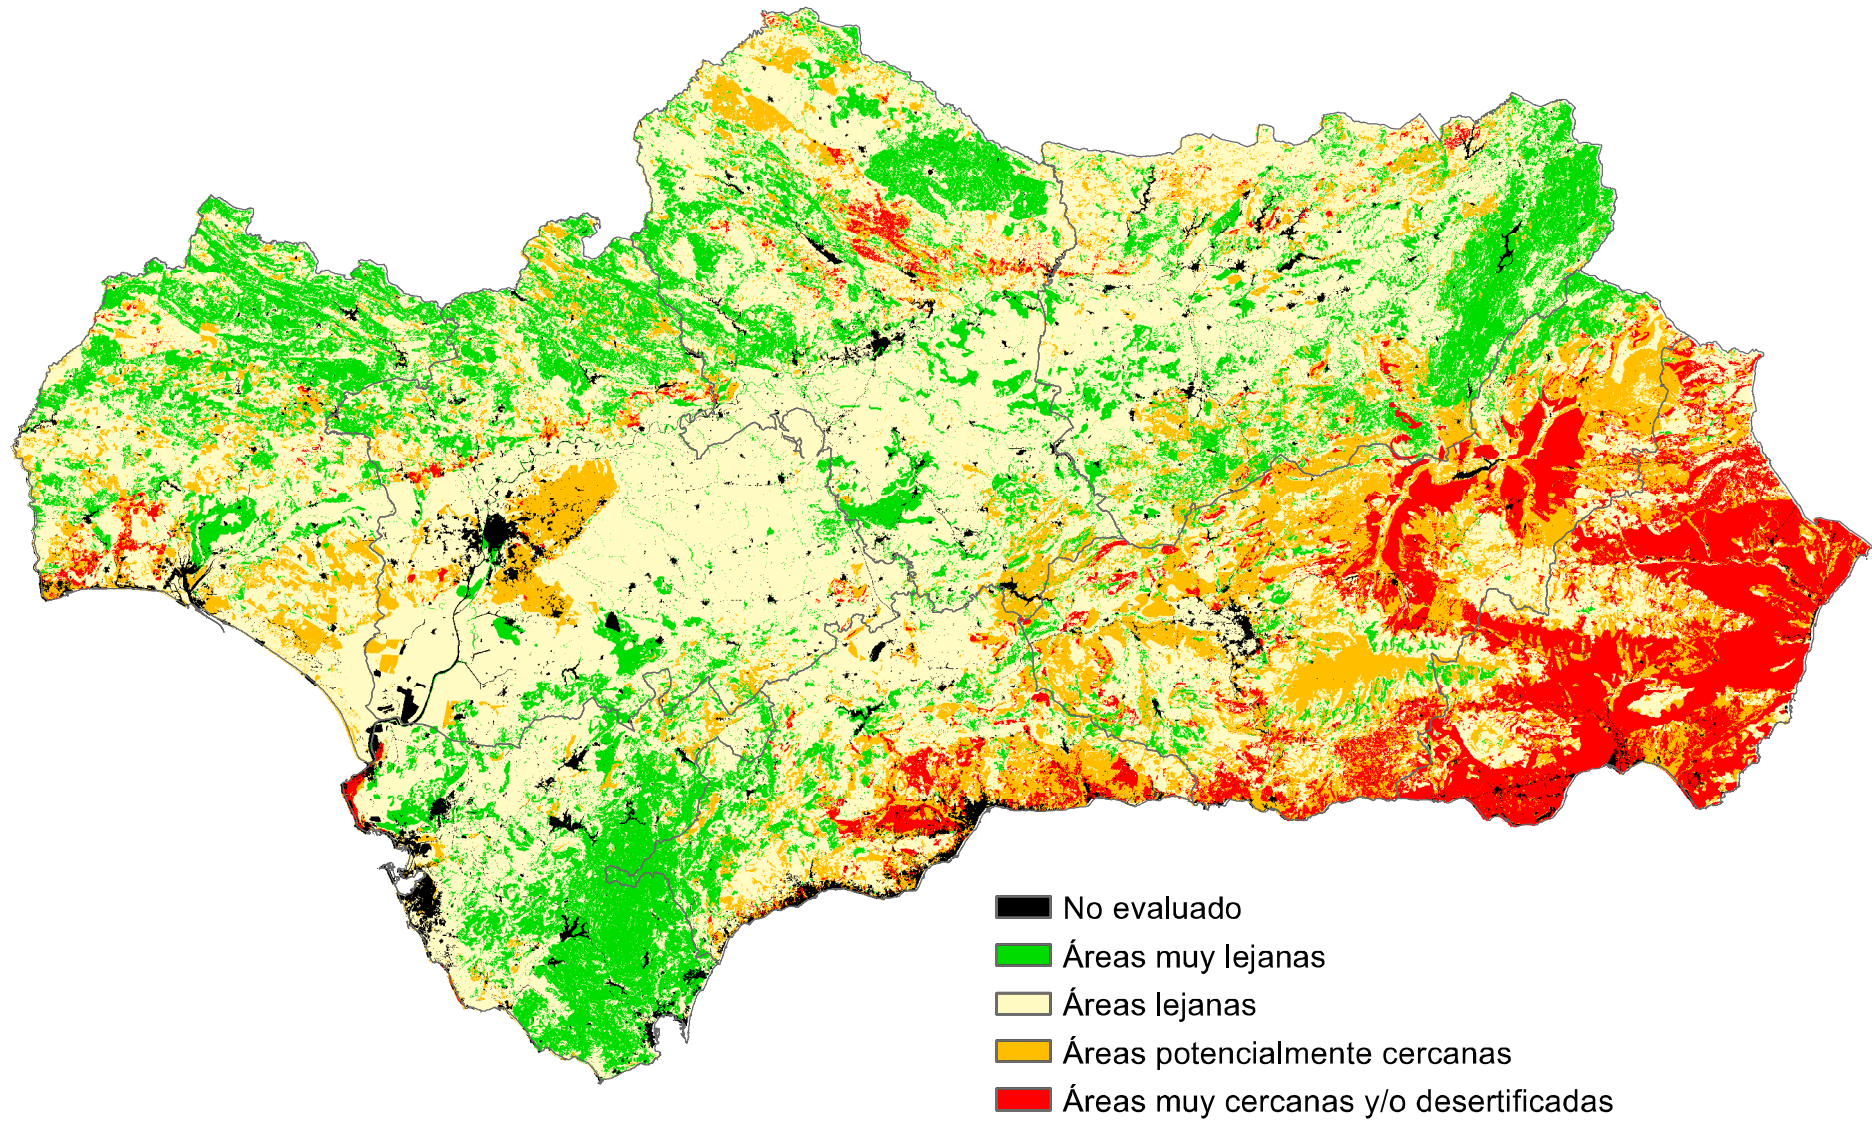 No evaluado
Áreas muy lejanas
Áreas lejanas
Áreas potencialmente cercanas
Áreas muy cercanas y/o desertificadas